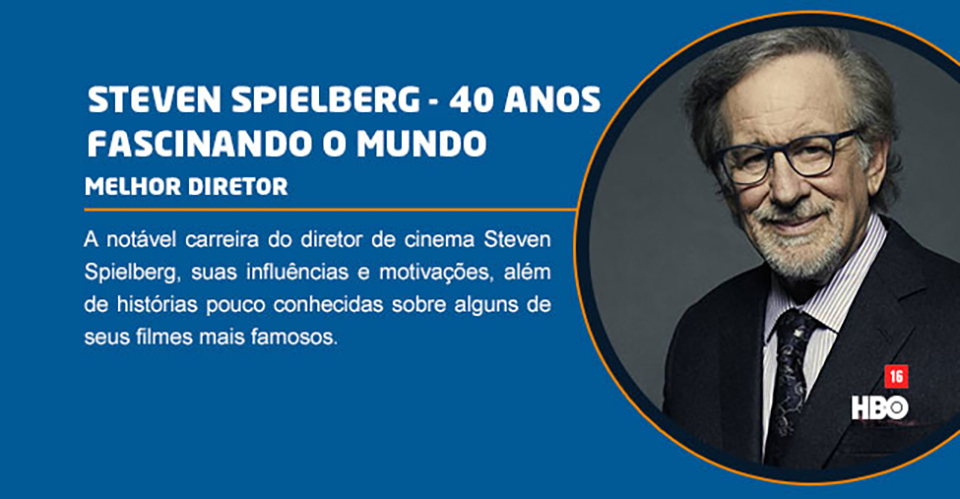 STEVEN SPIELBERG - 40 ANOS
FASCINANDO O MUNDO
MELHOR DIRETOR
A notável carreira do diretor de cinema Steven
Spielberg, suas influências e motivações, além
de histórias pouco conhecidas sobre alguns de
seus filmes mais famosos.
16
HBO